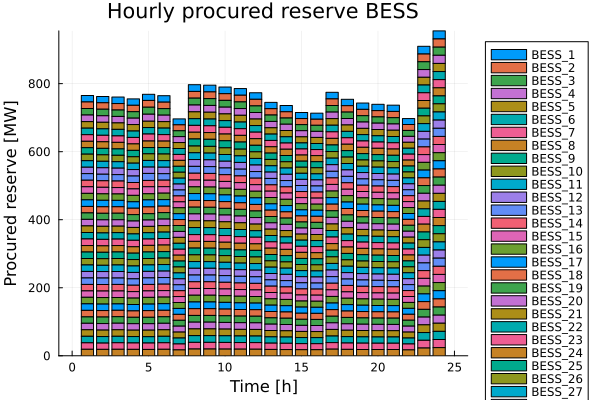 Hourly procured reserve BESS
Procured reserve [MW]
800
600
400
200
0
0 5 10 15 20 25
Time [h]
BESS_1
BESS_2
BESS_3
BESS_4
BESS_5
BESS_6
BESS_7
BESS_8
BESS_9
BESS_10
BESS_11
BESS_12
BESS_13
BESS_14
BESS_15
BESS_16
BESS_17
BESS_18
BESS_19
BESS_20
BESS_21
BESS_22
BESS_23
BESS_24
BESS_25
BESS_26
BESS_27